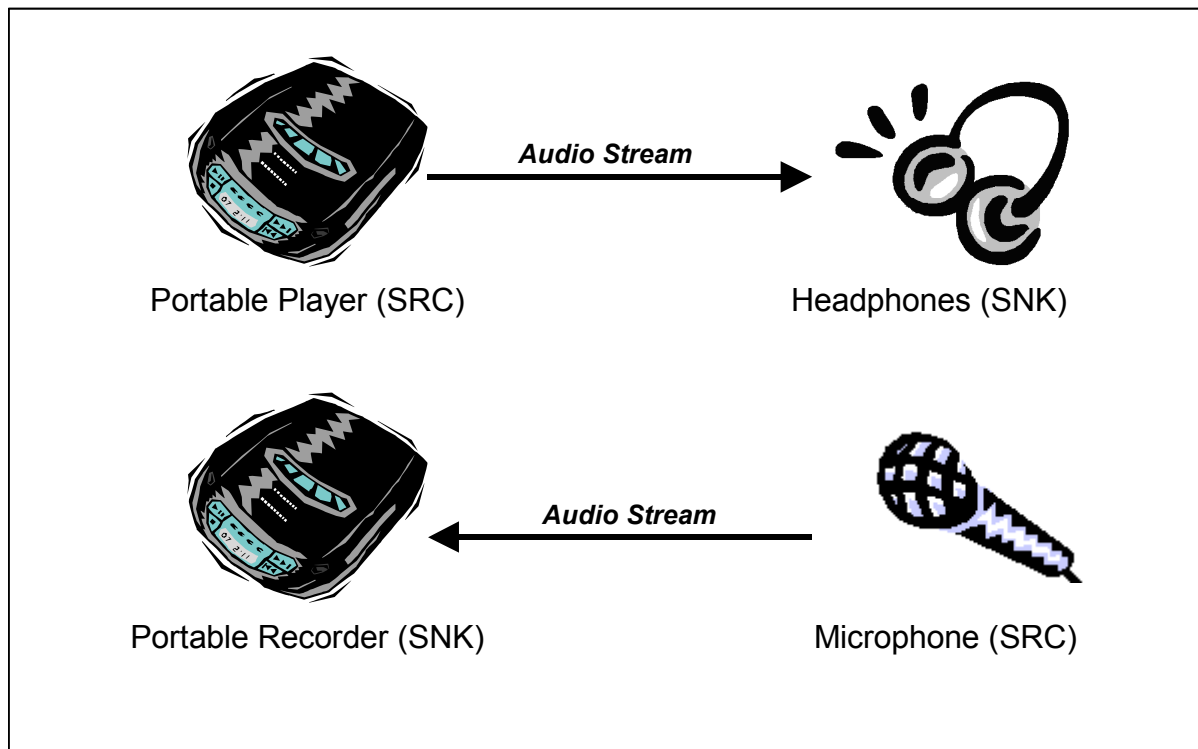 Audio Stream
Portable Player (SRC)
Headphones (SNK)
Audio Stream
Portable Recorder (SNK)
Microphone (SRC)